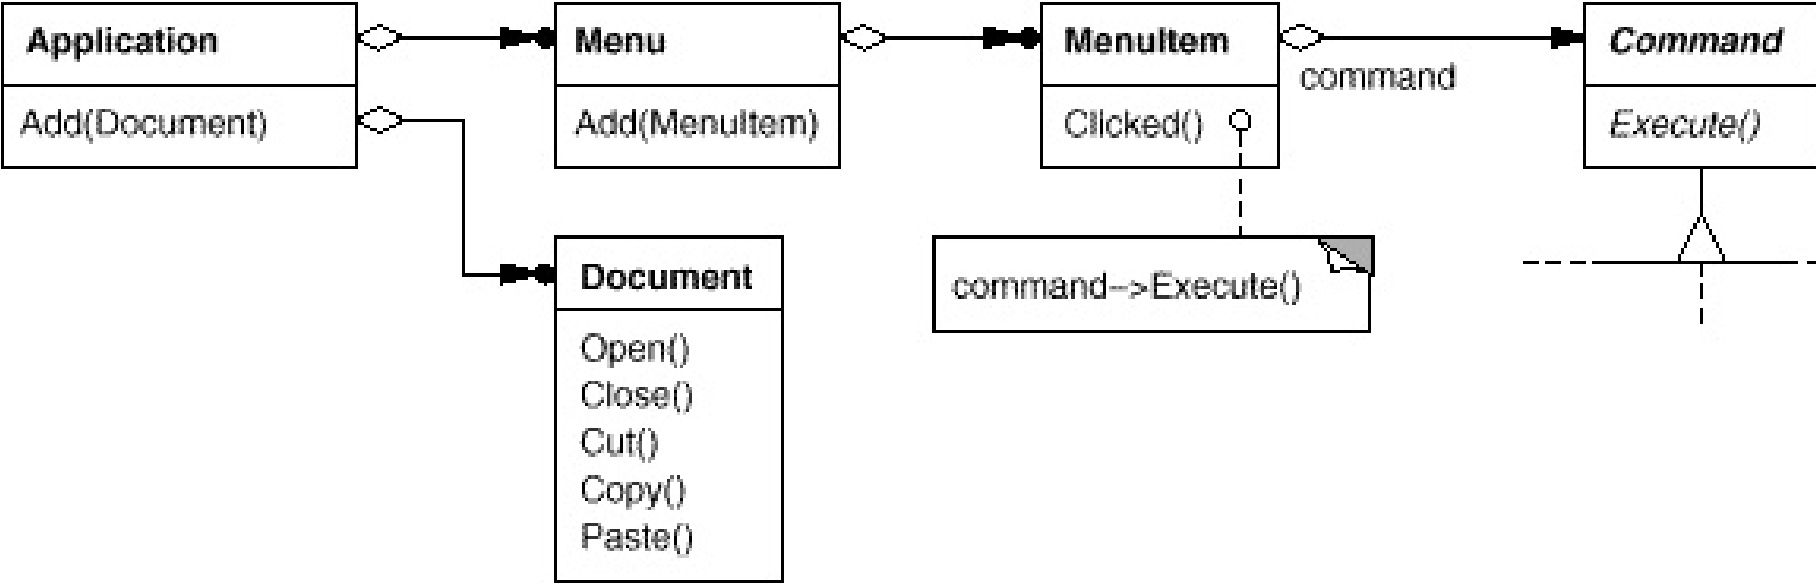 Application
Add(Document)
Menu
Add(MenuItem)
MenuItem
Clicked()
command
Command
Execute()
command–>Execute()
Document
Open()
Close()
Cut()
Copy()
Paste()